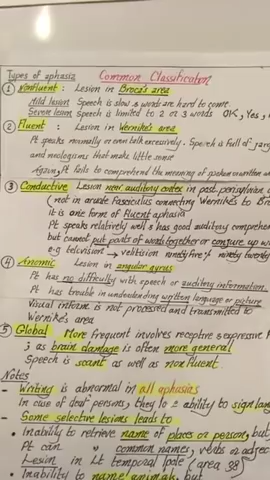 Types of aphasia Common Classification
① Nonfluent : Lesion in Broca's area
Mild lesion Speech is slow & words are hard to come
Severe lesion Speech is limited to 2 or 3 words OK, Yes,
② Fluent : Lesion in Wernike's area
Pt speaks normally or even talk excessively. Speech is full of
and neologisms that make little sense
Again, Pt fails to comprehend the meaning of spoken or written
③ Conductive Lesion near auditory cortex in post. perisylvian
(not in arcuate fasciculus connecting Wernike's to
it is one form of fluent aphasia
Pt speaks relatively well & has good auditory comprehen
but cannot put parts of words together or conjure up
e.g television → ninety five →
④ Anomic Lesion in angular gyrus
Pt has no difficulty with speech or auditory information.
Pt has trouble in written language or picture
Visual inform. is not processed and transmitted to
Wernike's area
⑤ Global More frequent involves receptive & expressive
as brain damage is often more general
Speech is scant as well as nonfluent
Notes
- Writing is abnormal in all aphasias
In case of deaf persons, they ability to sign
- Some selective lesions leads to
• Inability to retrieve name of places or person, but
Pt can common names, verbs or
Lesion in Lt temporal pole (area 38)
• Inability to name animals, but